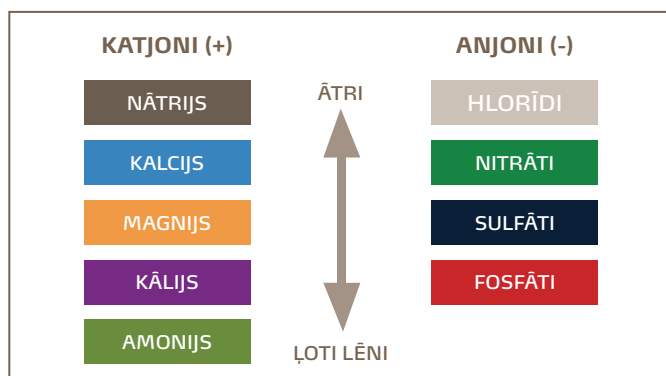 KATJONI (+)
NĀTRIJS
KALCIJS
MAGNIJS
KĀLIJS
AMONIJS
ĀTRI
ĻOTI LĒNI
ANJONI (-)
HLORĪDI
NITRĀTI
SULFĀTI
FOSFĀTI